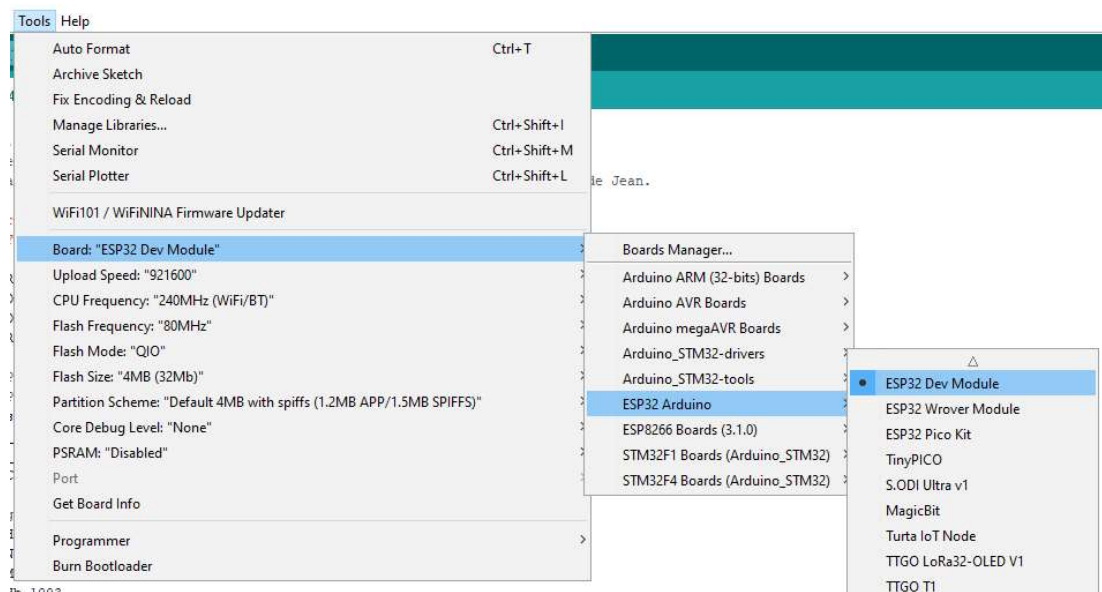 Tools Help
Auto Format Ctrl+T
Archive Sketch
Fix Encoding & Reload
Manage Libraries... Ctrl+Shift+I
Serial Monitor Ctrl+Shift+M
Serial Plotter Ctrl+Shift+L
de Jean.
WiFi101 / WiFiNINA Firmware Updater
Board: "ESP32 Dev Module"
Upload Speed: "921600"
CPU Frequency: "240MHz (WiFi/BT)"
Flash Frequency: "80MHz"
Flash Mode: "QIO"
Flash Size: "4MB (32Mb)"
Partition Scheme: "Default 4MB with spiffs (1.2MB APP/1.5MB SPIFFS)"
Core Debug Level: "None"
PSRAM: "Disabled"
Port
Get Board Info
Programmer
Burn Bootloader
Boards Manager...
Arduino ARM (32-bits) Boards
Arduino AVR Boards
Arduino megaAVR Boards
Arduino_STM32-drivers
Arduino_STM32-tools
ESP32 Arduino
ESP8266 Boards (3.1.0)
STM32F1 Boards (Arduino_STM32)
STM32F4 Boards (Arduino_STM32)
ESP32 Dev Module
ESP32 Wrover Module
ESP32 Pico Kit
TinyPICO
S.ODI Ultra v1
MagicBit
Turta IoT Node
TTGO LoRa32-OLED V1
TTGO T1